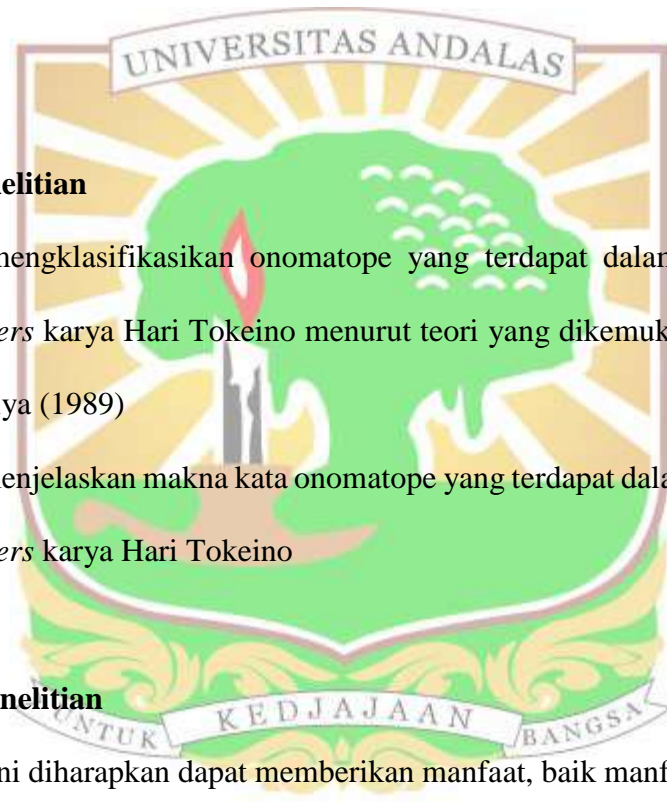 UNIVERSITAS ANDALAS
nelitian
mengklasifikasikan onomatope yang terdapat dalam
ers karya Hari Tokeino menurut teori yang dikemuk
ya (1989)
enjelaskan makna kata onomatope yang terdapat dala
ers karya Hari Tokeino
nelitian
UNTUK KEDJAJAAN BANGSA
ni diharapkan dapat memberikan manfaat, baik manf